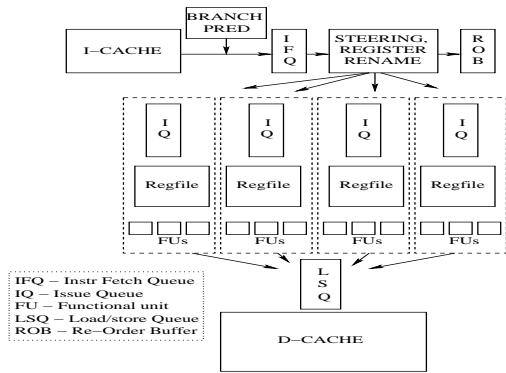 BRANCH
PRED
I–CACHE
I
F
Q
STEERING,
REGISTER
RENAME
R
O
B
I
Q
I
Q
I
Q
I
Q
Regfile
Regfile
Regfile
Regfile
FUs
FUs
FUs
FUs
L
S
Q
D–CACHE
IFQ – Instr Fetch Queue
IQ – Issue Queue
FU – Functional unit
LSQ – Load/store Queue
ROB – Re–Order Buffer